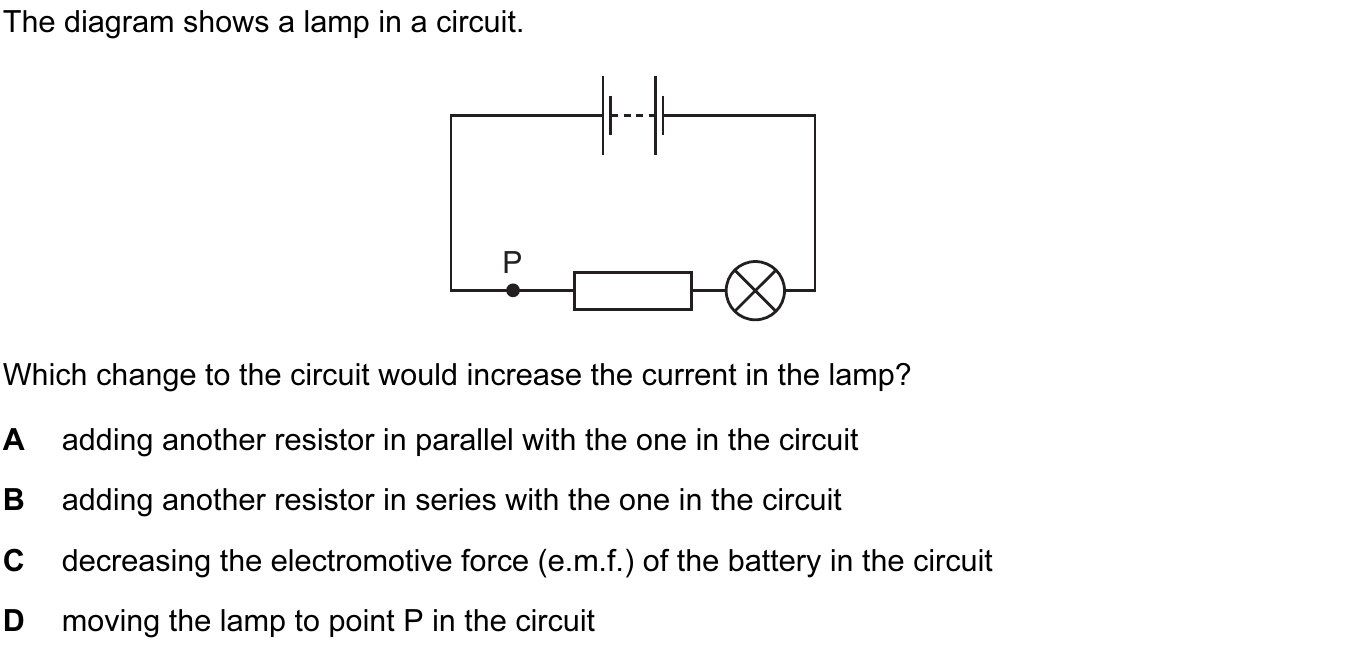 The diagram shows a lamp in a circuit.
P
Which change to the circuit would increase the current in the lamp?
A adding another resistor in parallel with the one in the circuit
B adding another resistor in series with the one in the circuit
C decreasing the electromotive force (e.m.f.) of the battery in the circuit
D moving the lamp to point P in the circuit